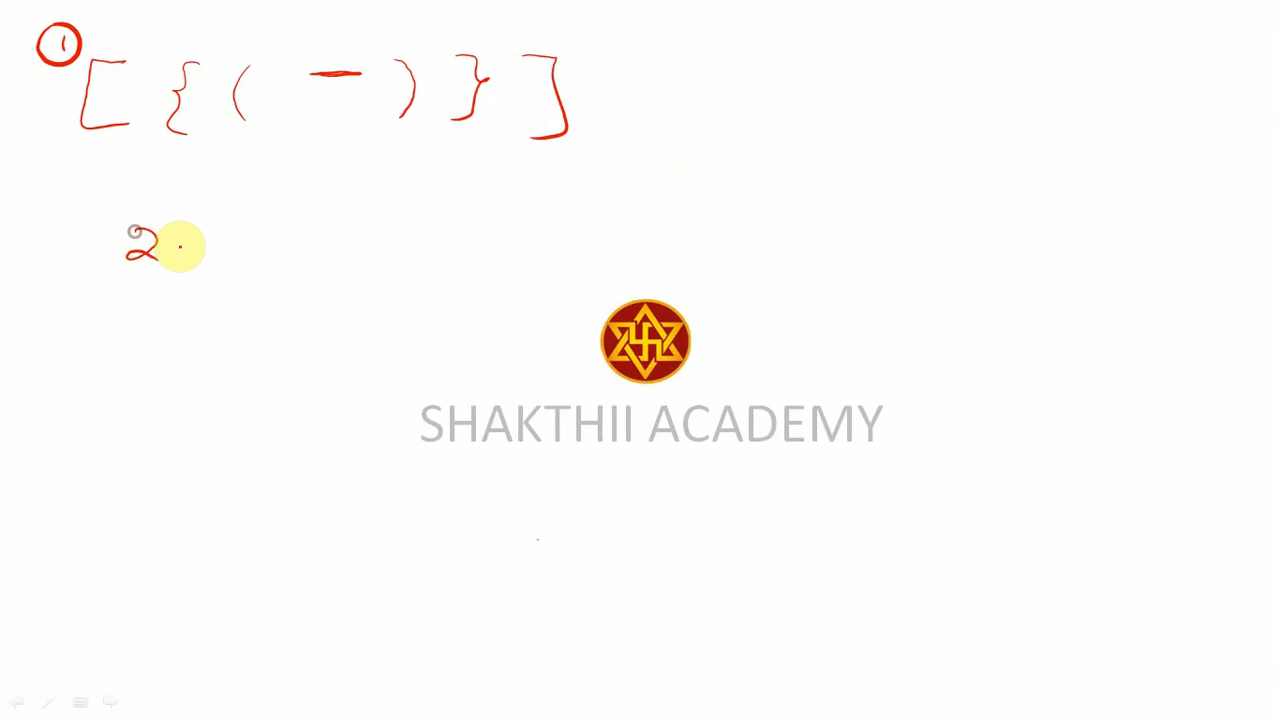 ① [ { ( — ) } ]
2
SHAKTHII ACADEMY